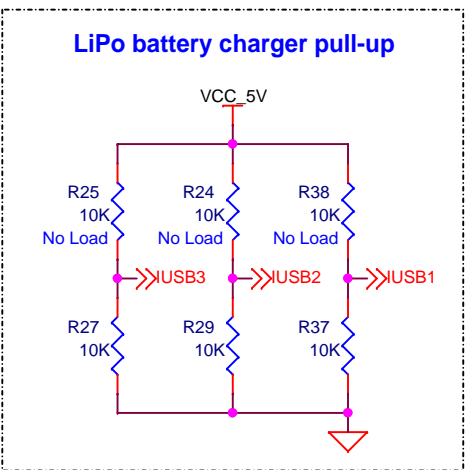 LiPo battery charger pull-up
VCC_5V
R25
10K
No Load
R24
10K
No Load
R38
10K
No Load
IUSB3
IUSB2
IUSB1
R27
10K
R29
10K
R37
10K